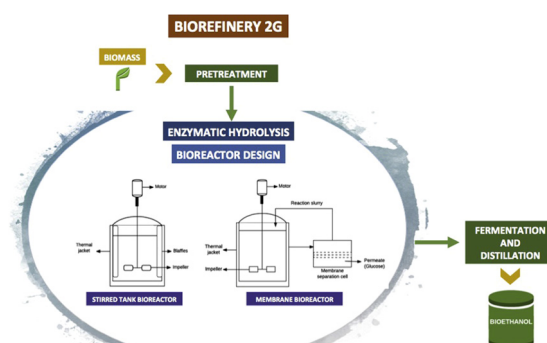 BIOREFINERY 2G
BIOMASS
PRETREATMENT
ENZYMATIC HYDROLYSIS
BIOREACTOR DESIGN
Motor
Thermal
jacket
Blaffles
Impeller
STIRRED TANK BIOREACTOR
Motor
Reaction slurry
Thermal
jacket
Impeller
Membrane
separation cell
Permeate
(Glucose)
MEMBRANE BIOREACTOR
FERMENTATION
AND
DISTILLATION
BIOETHANOL